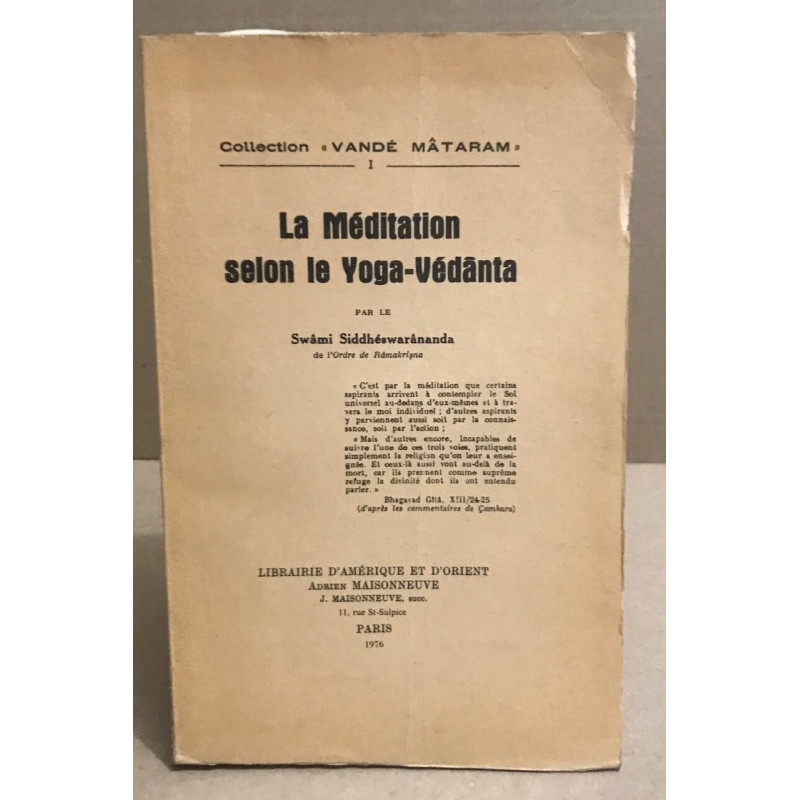 Collection « VANDÉ MÂTARAM »
I
La Méditation
selon le Yoga-Védânta
PAR LE
Swâmi Siddhéswarânanda
de l'Ordre de Râmakriṣna
« C'est par la méditation que certains
aspirants arrivent à contempler le Soi
universel au-dedans d'eux-mêmes et à tra-
vers le moi individuel ; d'autres aspirants
y parviennent aussi soit par la connais-
sance, soit par l'action ;
« Mais d'autres encore, incapables de
suivre l'une de ces trois voies, pratiquent
simplement la religion qu'on leur a ensei-
gnée. Et ceux-là aussi vont au-delà de la
mort, car ils prennent comme suprême
refuge la divinité dont ils ont entendu
parler. »
Bhagavad Gîtâ, XIII/24-25
(d'après les commentaires de Çamkara)
LIBRAIRIE D'AMÉRIQUE ET D'ORIENT
ADRIEN MAISONNEUVE
J. MAISONNEUVE, succ.
11, rue St-Sulpice
PARIS
1976